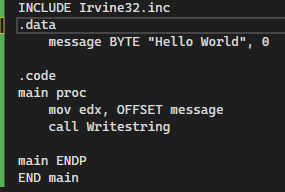 INCLUDE Irvine32.inc
.data
    message BYTE "Hello World", 0

.code
main proc
    mov edx, OFFSET message
    call Writestring

main ENDP
END main